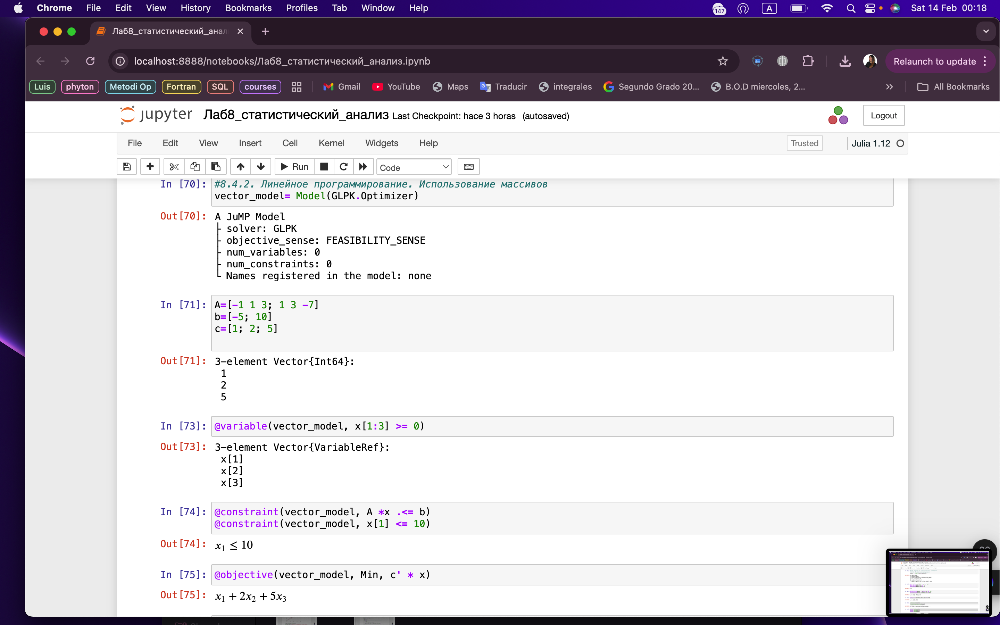 Chrome File Edit View History Bookmarks Profiles Tab Window Help 147 A Sat 14 Feb 00:18
Лаб8_статистический_анал
localhost:8888/notebooks/Лаб8_статистический_анализ.ipynb Relaunch to update
Luis phyton Metodi Op Fortran SQL courses Gmail YouTube Maps Traducir integrales Segundo Grado 20... B.O.D miercoles, 2... All Bookmarks
jupyter Лаб8_статистический_анализ Last Checkpoint: hace 3 horas (autosaved) Logout
File Edit View Insert Cell Kernel Widgets Help Trusted Julia 1.12
Run Code
In [70]: #8.4.2. Линейное программирование. Использование массивов
vector_model= Model(GLPK.Optimizer)
Out[70]: A JuMP Model
├ solver: GLPK
├ objective_sense: FEASIBILITY_SENSE
├ num_variables: 0
├ num_constraints: 0
└ Names registered in the model: none
In [71]: A=[-1 1 3; 1 3 -7]
b=[-5; 10]
c=[1; 2; 5]
Out[71]: 3-element Vector{Int64}:
1
2
5
In [73]: @variable(vector_model, x[1:3] >= 0)
Out[73]: 3-element Vector{VariableRef}:
x[1]
x[2]
x[3]
In [74]: @constraint(vector_model, A *x .<= b)
@constraint(vector_model, x[1] <= 10)
Out[74]: x₁ ≤ 10
In [75]: @objective(vector_model, Min, c' * x)
Out[75]: x₁ + 2x₂ + 5x₃